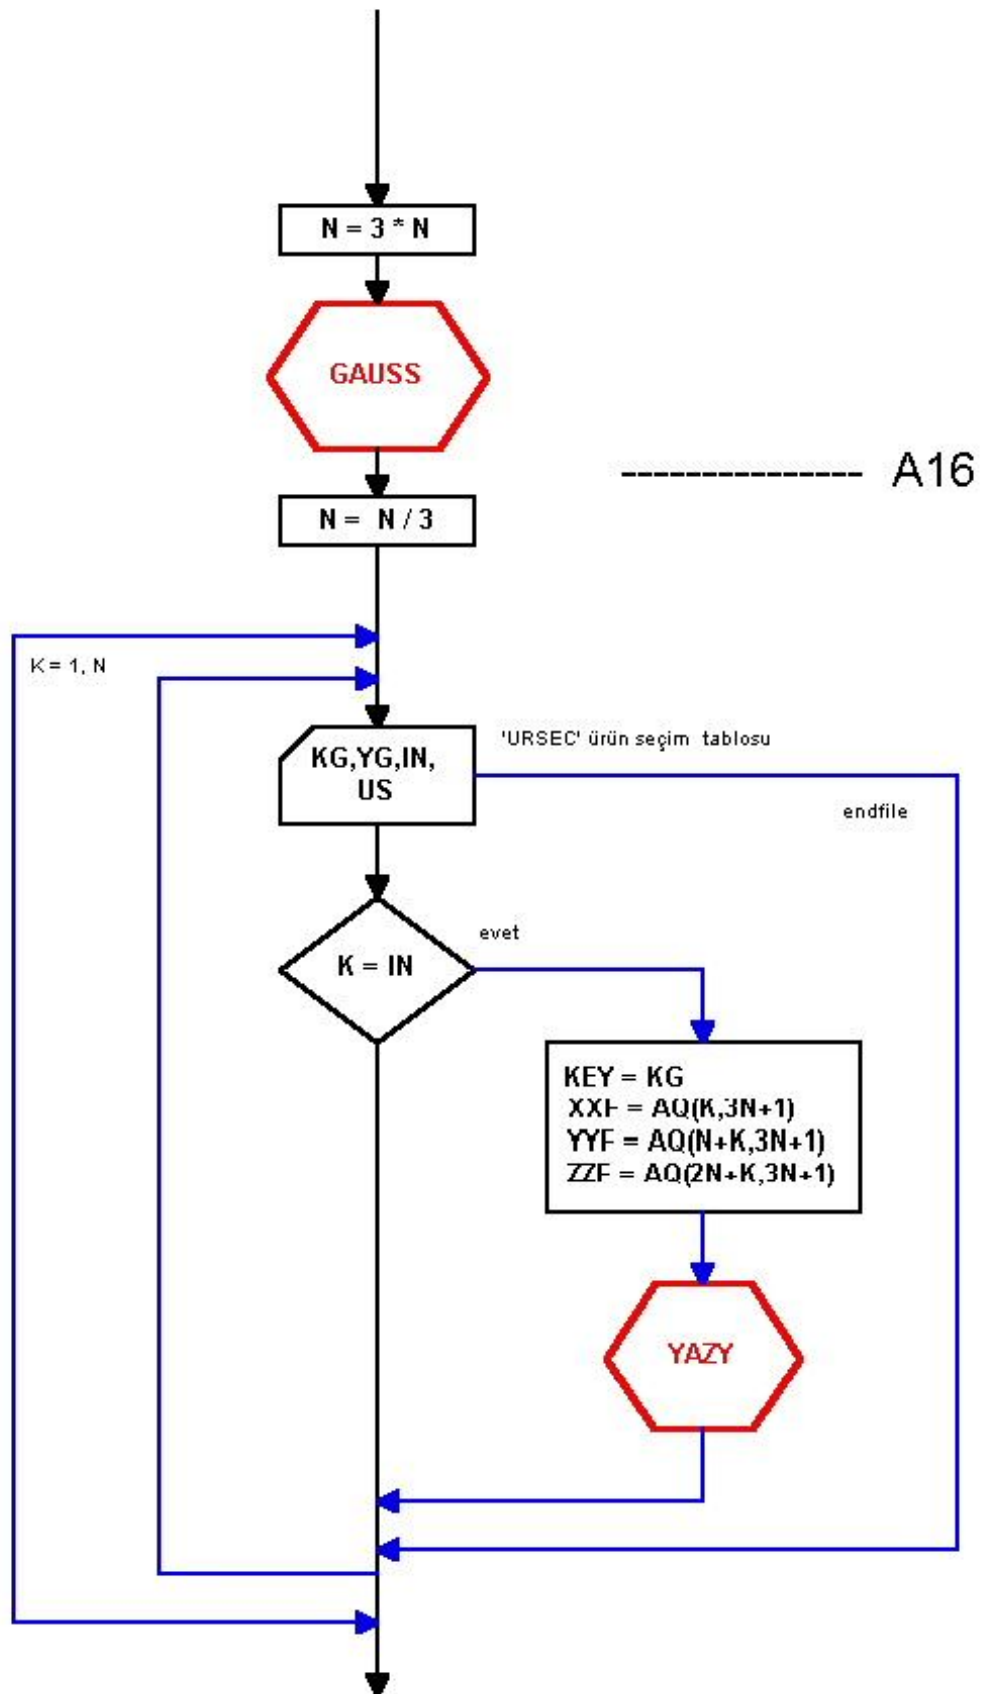 N = 3 * N
GAUSS
--------------- A16
N = N / 3
K = 1, N
'URSEC' ürün seçim tablosu
KG,YG,IN,
US
endfile
evet
K = IN
KEY = KG
XXF = AQ(K,3N+1)
YYF = AQ(N+K,3N+1)
ZZF = AQ(2N+K,3N+1)
YAZY